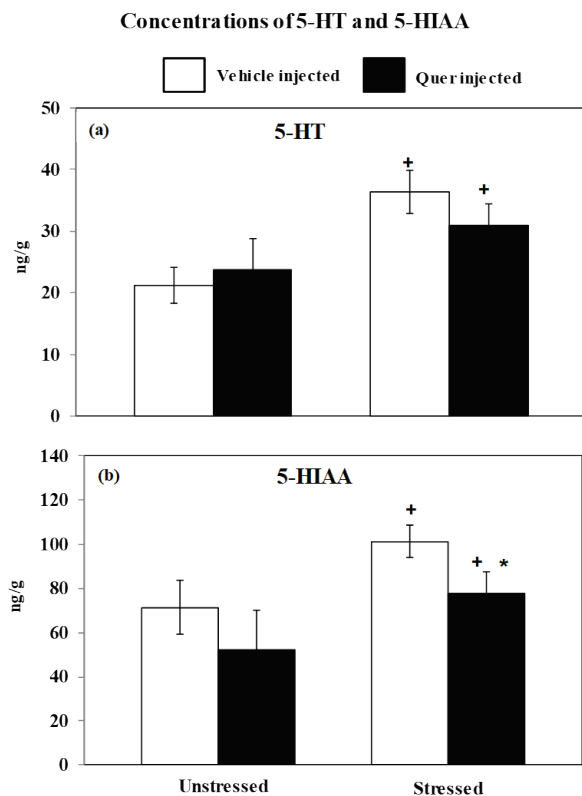 Concentrations of 5-HT and 5-HIAA
Vehicle injected
Quer injected
(a)
5-HT
50
40
30
20
10
0
ng/g
+
+
(b)
5-HIAA
140
120
100
80
60
40
20
0
ng/g
+
+ *
Unstressed
Stressed